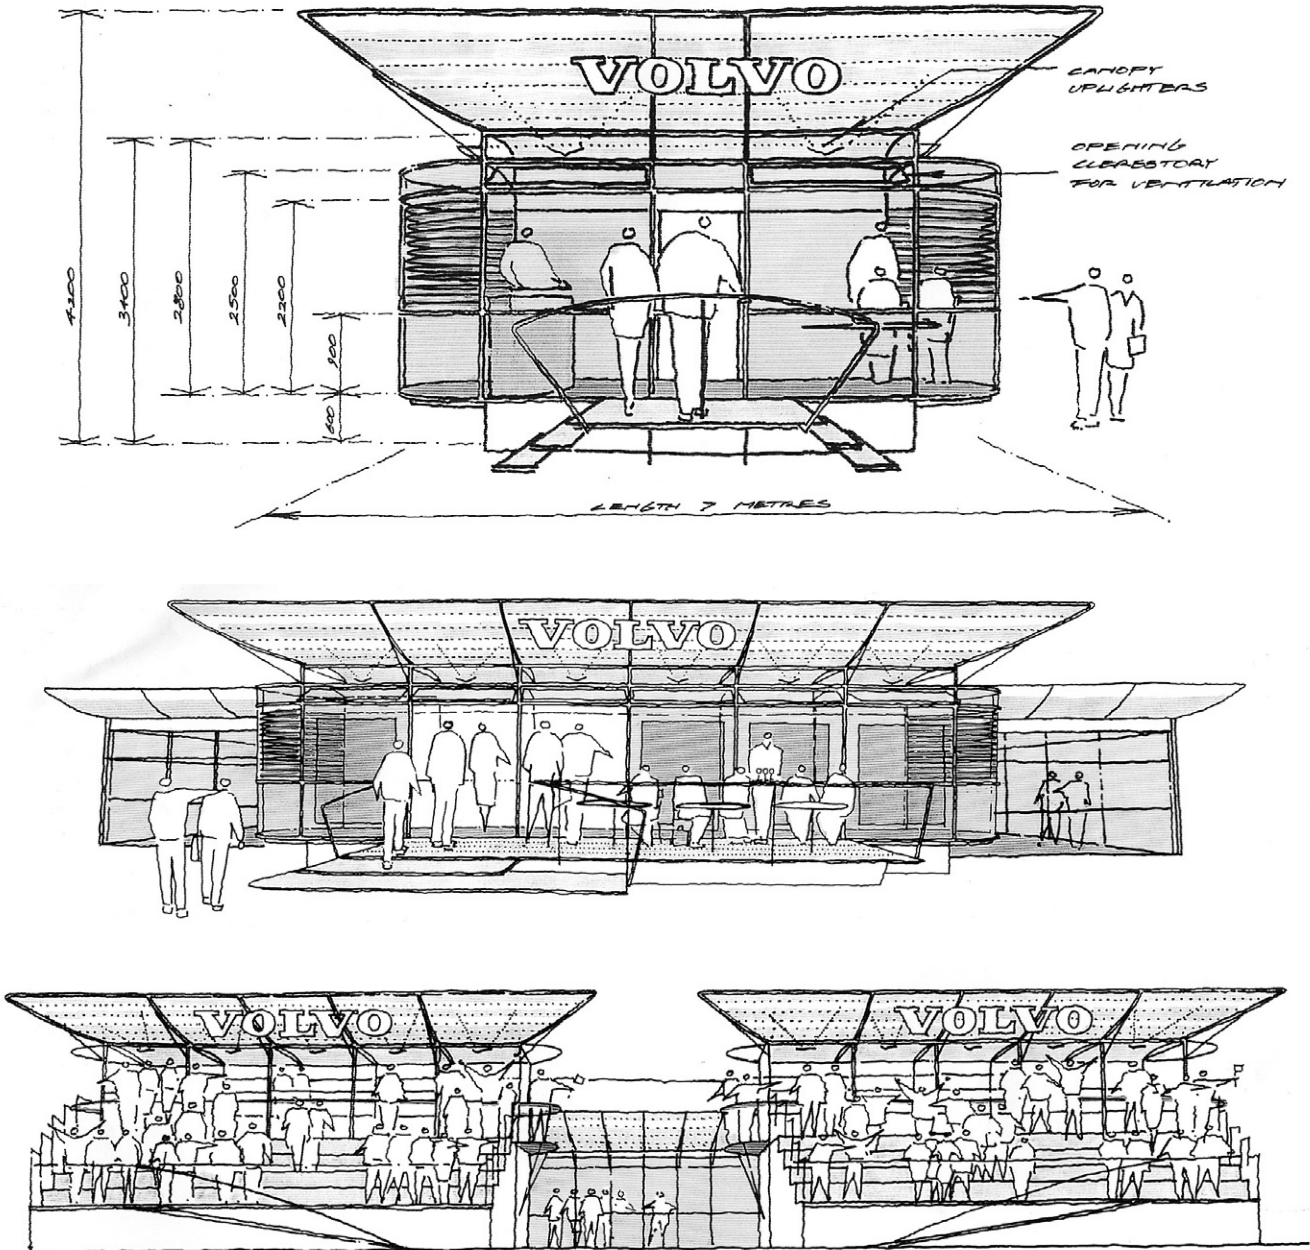 VOLVO
CANOPY
UPLIGHTERS
OPENING
CLERESTORY
FOR VENTILATION
4200
3400
2800
2500
2200
900
600
LENGTH 7 METRES
VOLVO
VOLVO
VOLVO